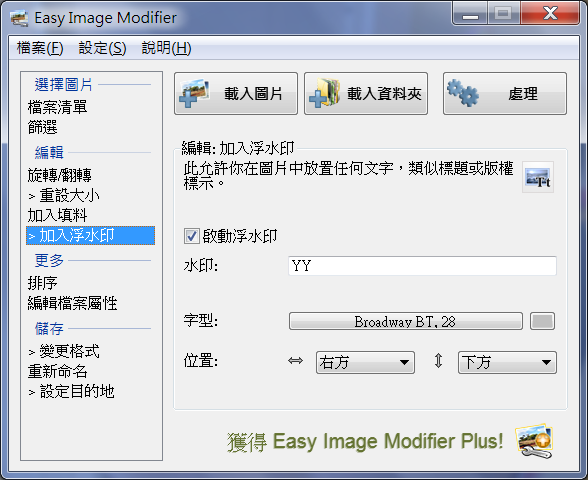 Easy Image Modifier
檔案(F) 設定(S) 說明(H)
選擇圖片
檔案清單
篩選
編輯
旋轉/翻轉
> 重設大小
加入填料
> 加入浮水印
更多
排序
編輯檔案屬性
儲存
> 變更格式
重新命名
> 設定目的地
載入圖片 載入資料夾 處理
編輯: 加入浮水印
此允許你在圖片中放置任何文字，類似標題或版權
標示。
Tt
啟動浮水印
水印: YY
字型: Broadway BT, 28
位置: 右方 下方
獲得 Easy Image Modifier Plus!